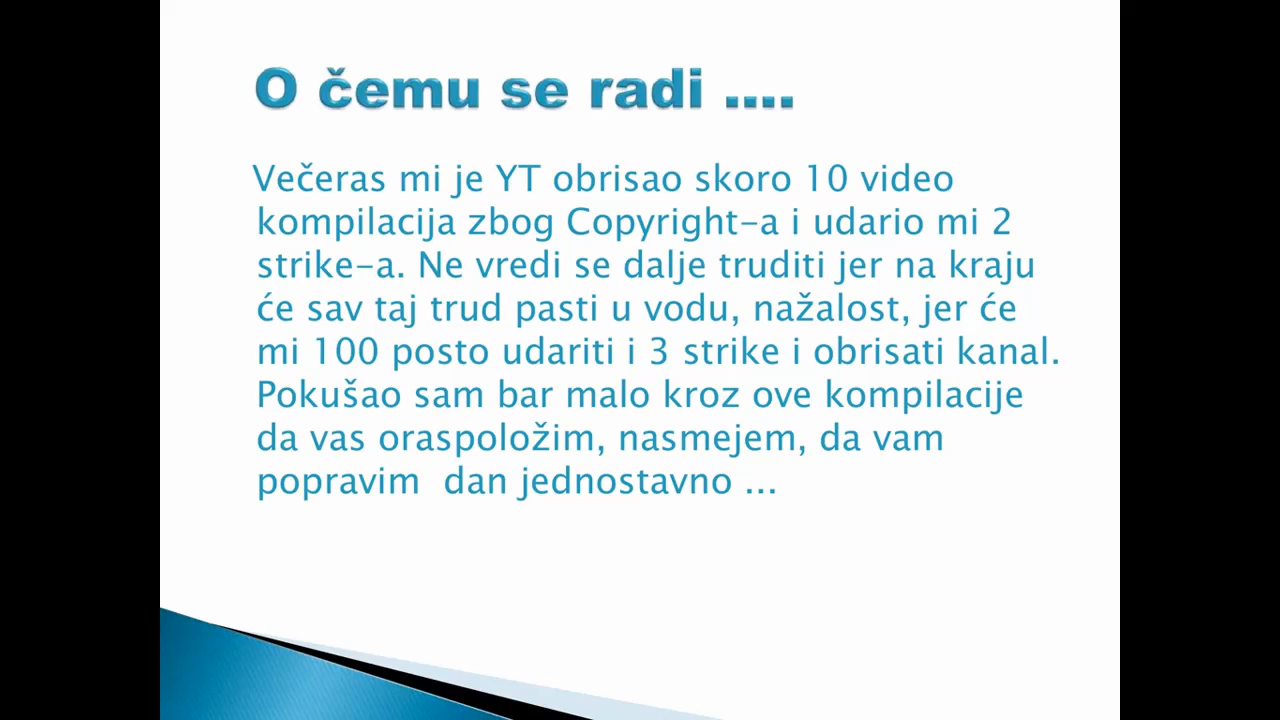 O čemu se radi ....
Večeras mi je YT obrisao skoro 10 video
kompilacija zbog Copyright-a i udario mi 2
strike-a. Ne vredi se dalje truditi jer na kraju
će sav taj trud pasti u vodu, nažalost, jer će
mi 100 posto udariti i 3 strike i obrisati kanal.
Pokušao sam bar malo kroz ove kompilacije
da vas oraspoložim, nasmejem, da vam
popravim  dan jednostavno ...